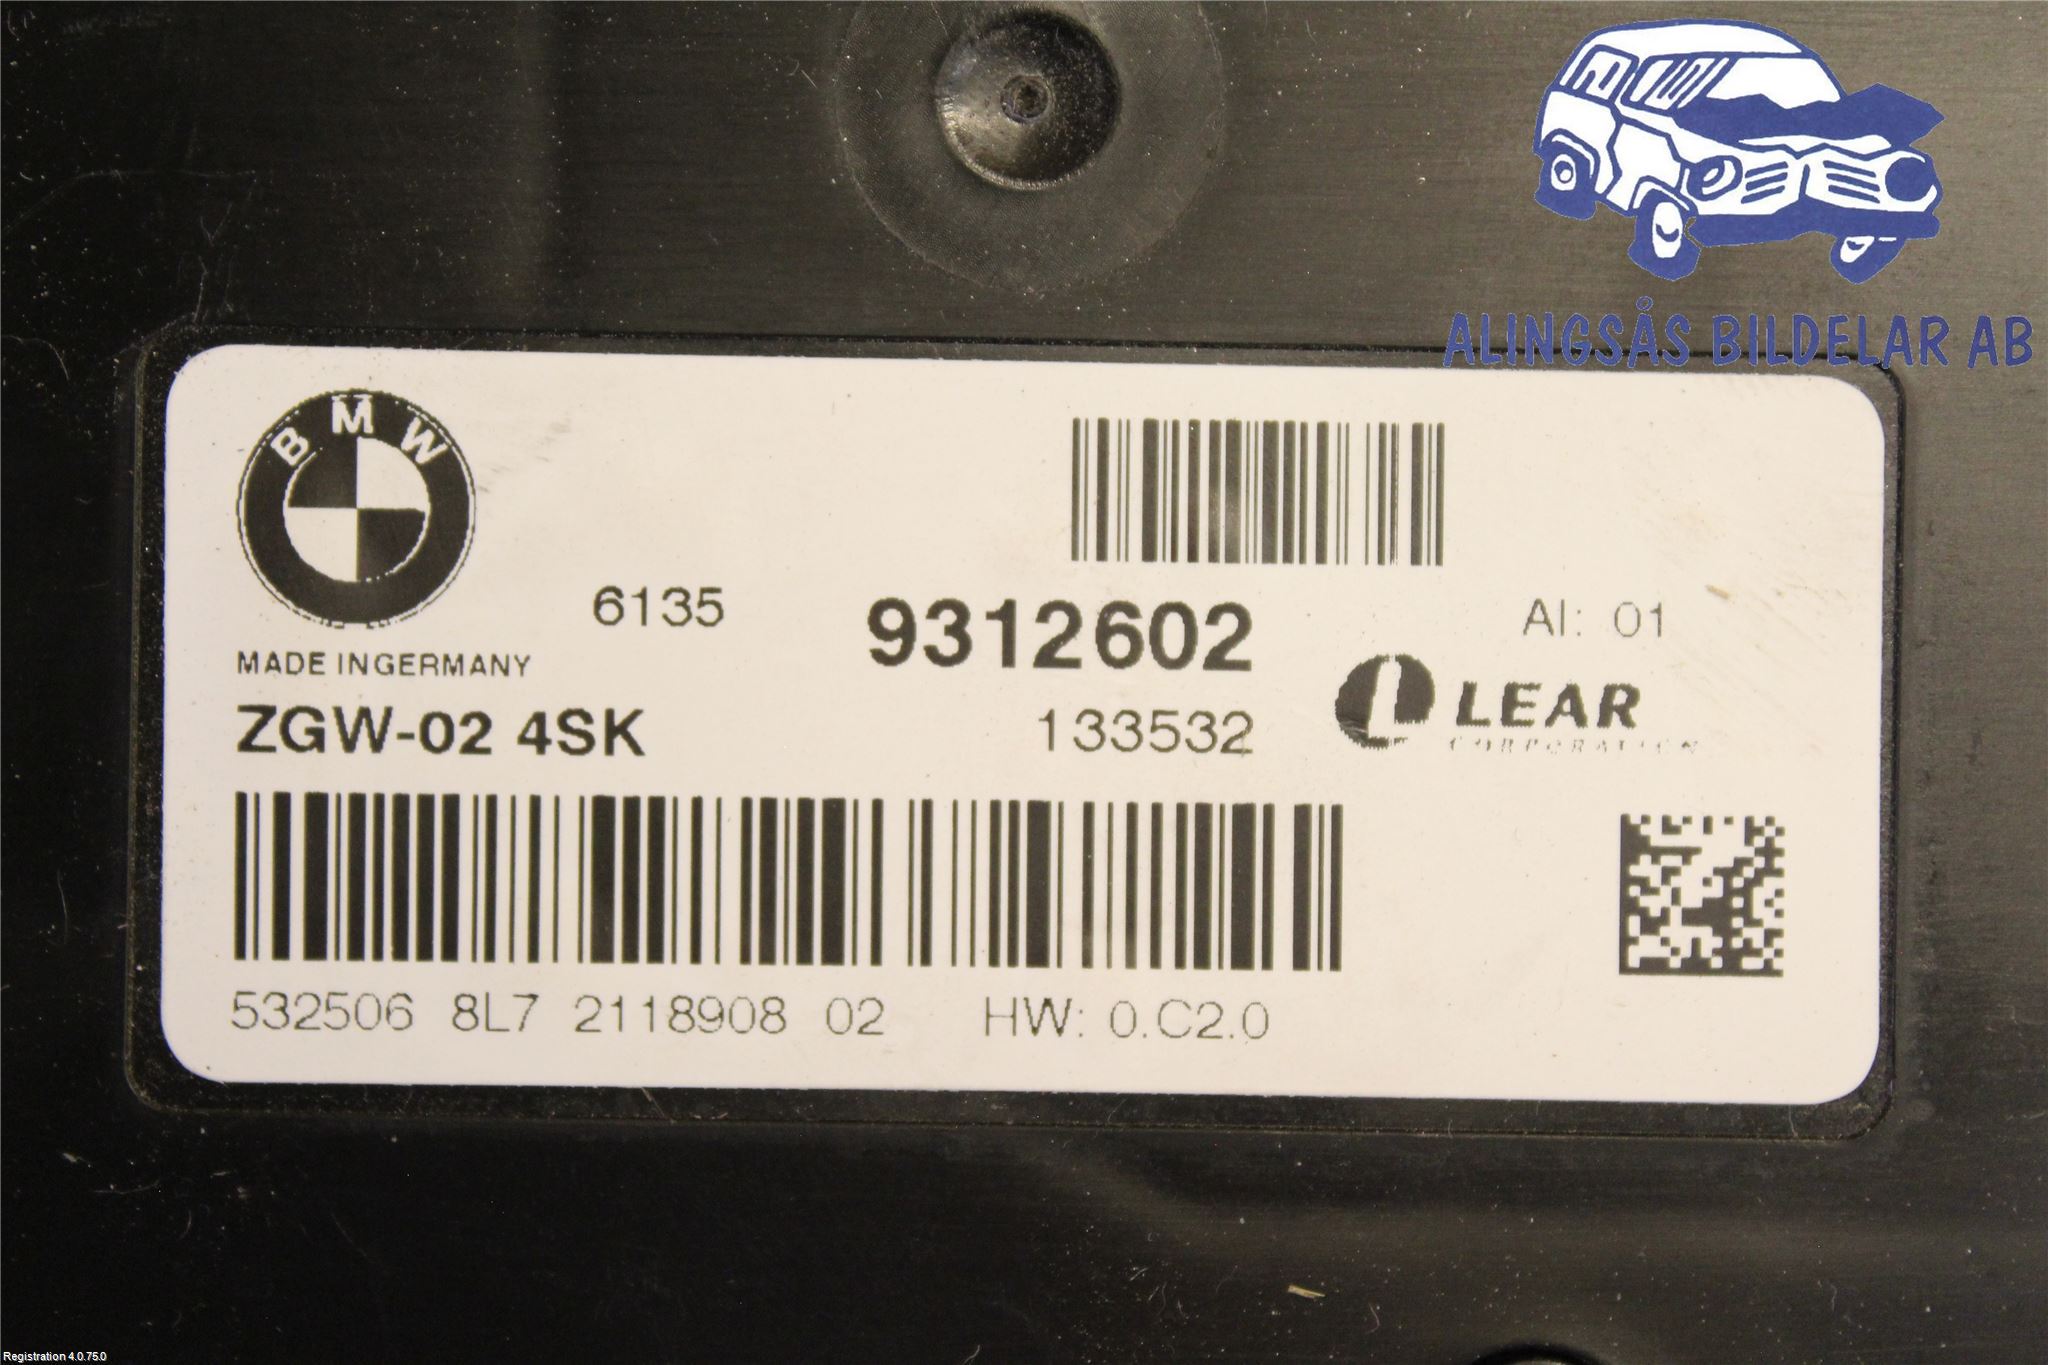 ALINGSÅS BILDELAR AB
BMW
6135 9312602 AI: 01
MADE INGERMANY
LEAR
CORPORATION
ZGW-02 4SK 133532
532506 8L7 2118908 02 HW: 0.C2.0
Registration 4.0.75.0